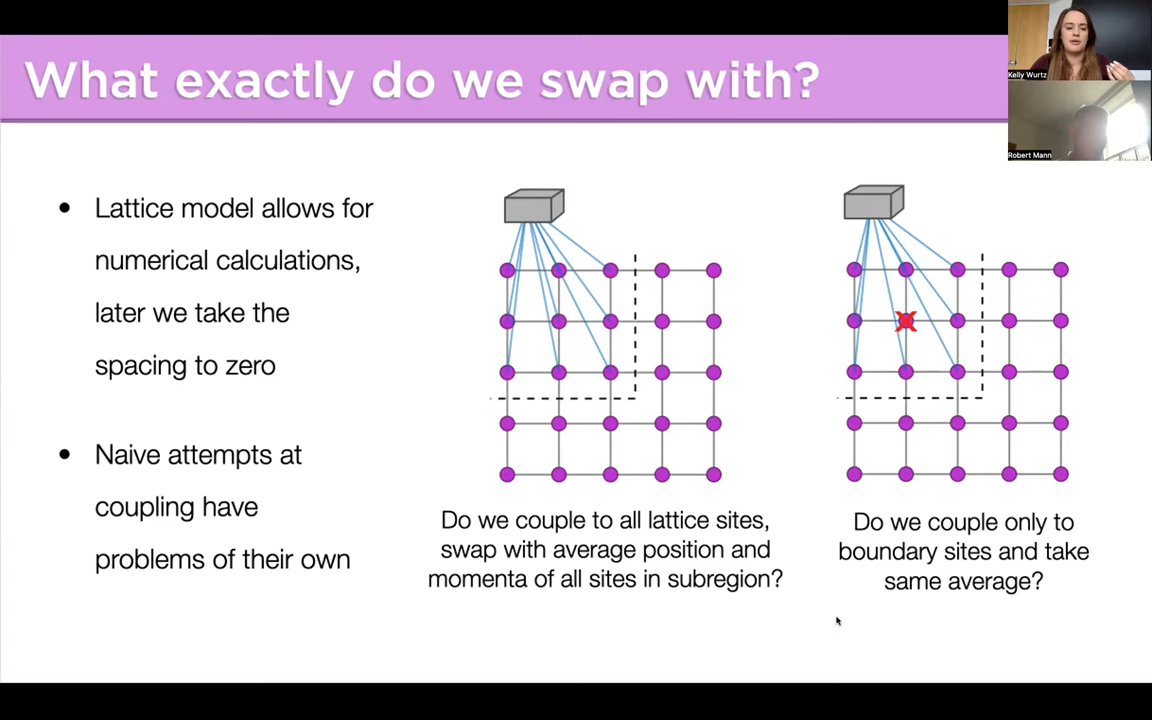 What exactly do we swap with?
Kelly Wurtz
Robert Mann
• Lattice model allows for
numerical calculations,
later we take the
spacing to zero
• Naive attempts at
coupling have
problems of their own
Do we couple to all lattice sites,
swap with average position and
momenta of all sites in subregion?
Do we couple only to
boundary sites and take
same average?